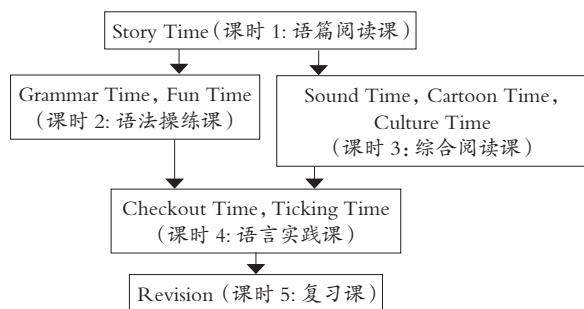 Story Time (课时 1: 语篇阅读课)
Grammar Time, Fun Time
(课时 2: 语法操练课)
Sound Time, Cartoon Time,
Culture Time
(课时 3: 综合阅读课)
Checkout Time, Ticking Time
(课时 4: 语言实践课)
Revision (课时 5: 复习课)